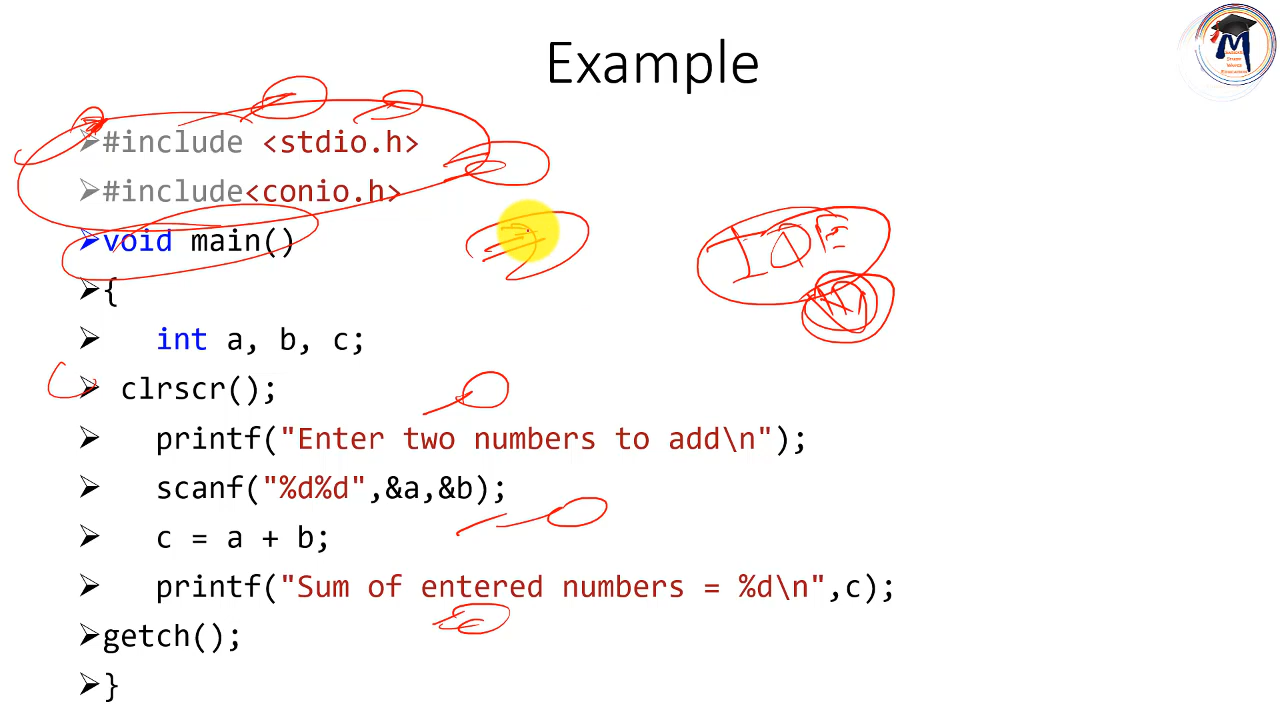 Example
➢#include <stdio.h>
➢#include<conio.h>
➢void main()
➢{
➢   int a, b, c;
➢ clrscr();
➢   printf("Enter two numbers to add\n");
➢   scanf("%d%d",&a,&b);
➢   c = a + b;
➢   printf("Sum of entered numbers = %d\n",c);
➢getch();
➢}
IDE
M